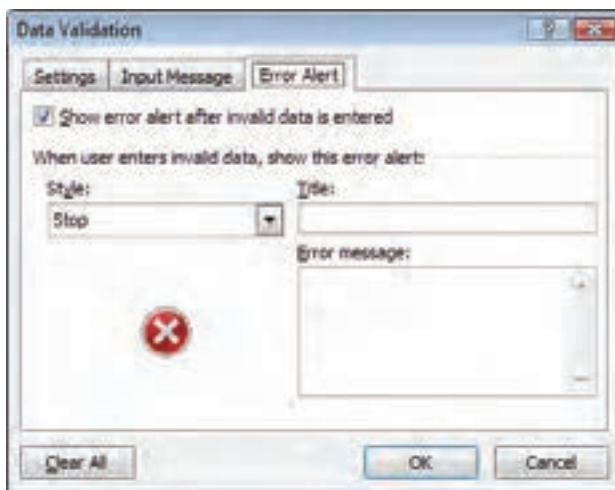 Data Validation
Settings Input Message Error Alert
Show error alert after invalid data is entered
When user enters invalid data, show this error alert:
Style: Title:
Stop
Error message:
Clear All OK Cancel